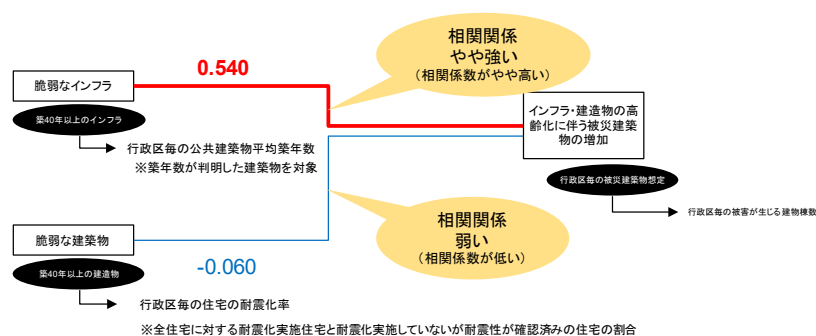 相関関係
やや強い
(相関係数がやや高い)
0.540
脆弱なインフラ
築40年以上のインフラ
行政区毎の公共建築物平均築年数
※築年数が判明した建築物を対象
インフラ・建造物の高
齢化に伴う被災建築
物の増加
行政区毎の被災建築物想定
行政区毎の被害が生じる建物棟数
相関関係
弱い
(相関係数が低い)
脆弱な建築物
-0.060
築40年以上の建造物
行政区毎の住宅の耐震化率
※全住宅に対する耐震化実施住宅と耐震化実施していないが耐震性が確認済みの住宅の割合